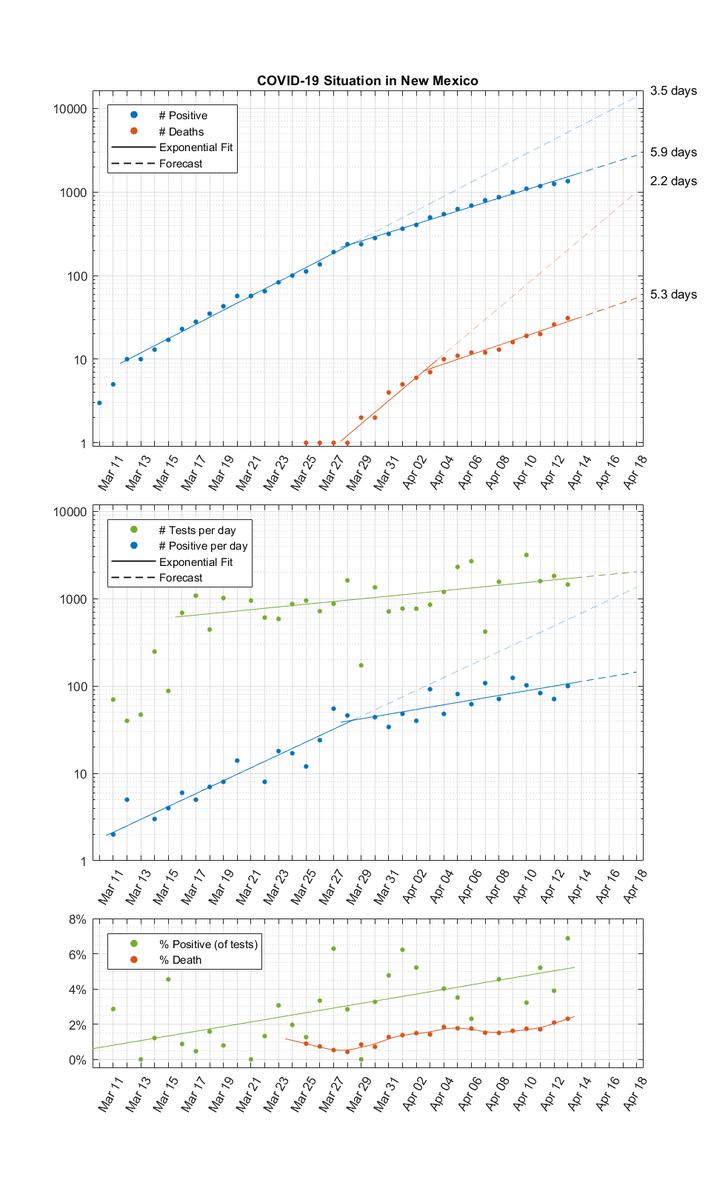 COVID-19 Situation in New Mexico
3.5 days
10000
# Positive
# Deaths
Exponential Fit
Forecast
5.9 days
2.2 days
1000
100
5.3 days
10
1
Mar 11 Mar 13 Mar 15 Mar 17 Mar 19 Mar 21 Mar 23 Mar 25 Mar 27 Mar 29 Mar 31 Apr 02 Apr 04 Apr 06 Apr 08 Apr 10 Apr 12 Apr 14 Apr 16 Apr 18
10000
# Tests per day
# Positive per day
Exponential Fit
Forecast
1000
100
10
1
Mar 11 Mar 13 Mar 15 Mar 17 Mar 19 Mar 21 Mar 23 Mar 25 Mar 27 Mar 29 Mar 31 Apr 02 Apr 04 Apr 06 Apr 08 Apr 10 Apr 12 Apr 14 Apr 16 Apr 18
8%
% Positive (of tests)
% Death
6%
4%
2%
0%
Mar 11 Mar 13 Mar 15 Mar 17 Mar 19 Mar 21 Mar 23 Mar 25 Mar 27 Mar 29 Mar 31 Apr 02 Apr 04 Apr 06 Apr 08 Apr 10 Apr 12 Apr 14 Apr 16 Apr 18